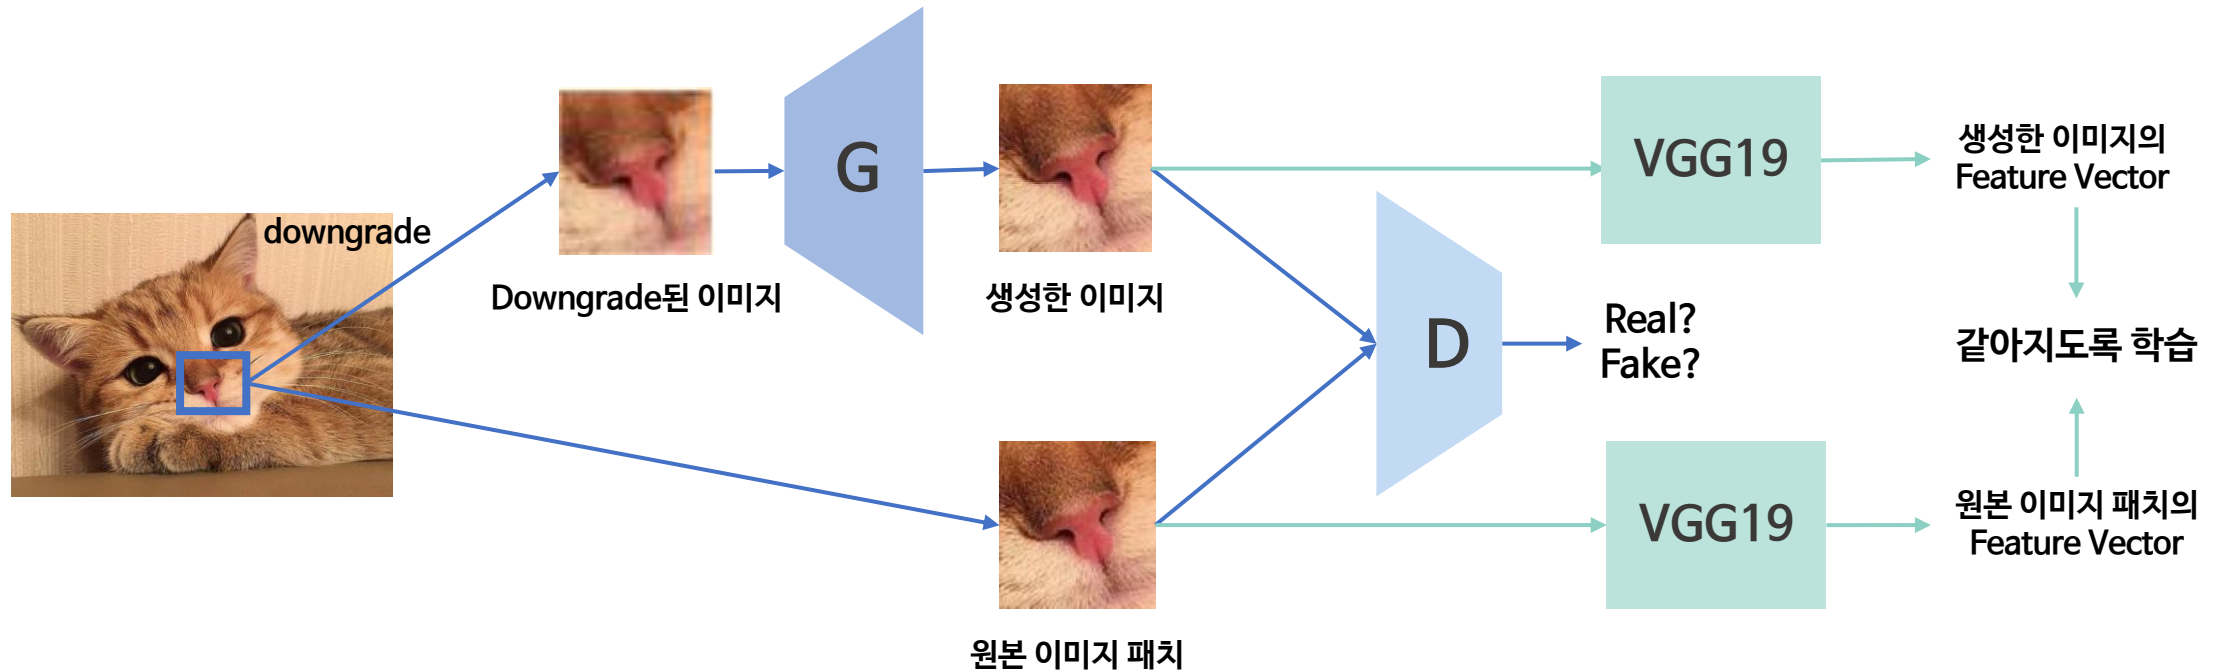 downgrade
Downgrade된 이미지
G
생성한 이미지
VGG19
생성한 이미지의
Feature Vector
D
Real?
Fake?
같아지도록 학습
원본 이미지 패치
VGG19
원본 이미지 패치의
Feature Vector